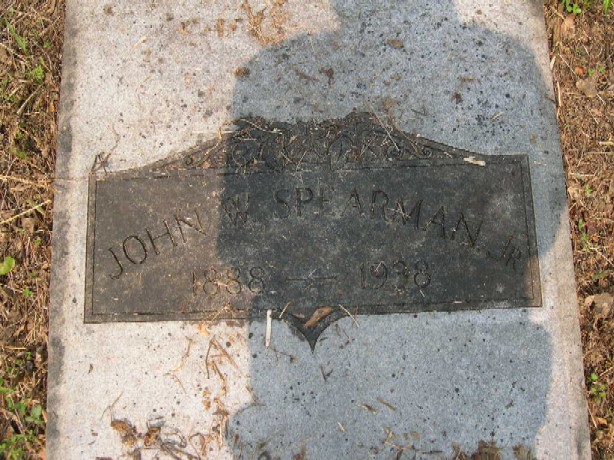 JOHN W. SPEARMAN, JR.
1888 — 1938